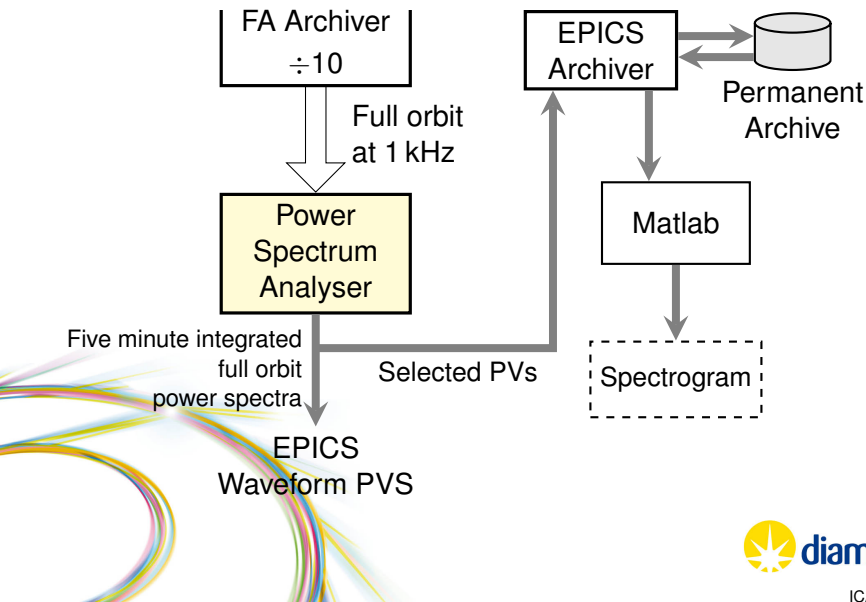 FA Archiver
÷10
Full orbit
at 1 kHz
Power
Spectrum
Analyser
Five minute integrated
full orbit
power spectra
Selected PVs
EPICS
Waveform PVS
EPICS
Archiver
Permanent
Archive
Matlab
Spectrogram